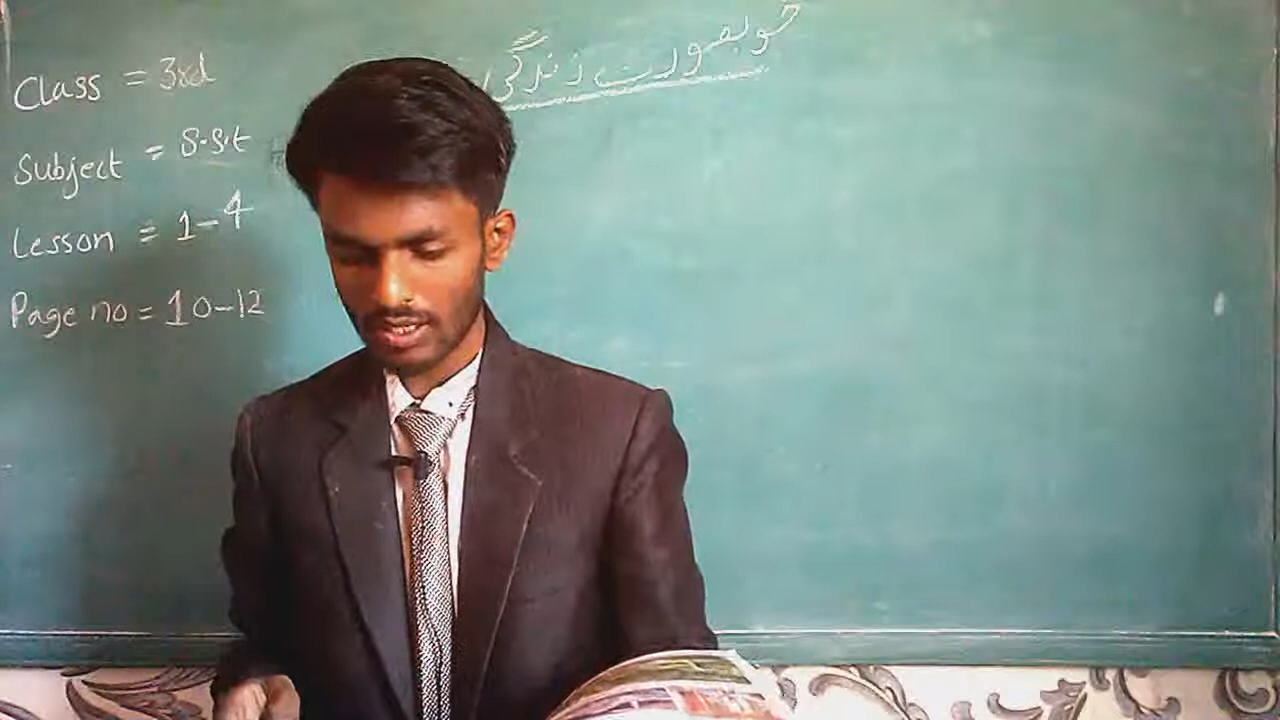 خوبصورت زندگی
Class = 3rd
Subject = S.S.t
Lesson = 1-4
Page no = 10-12